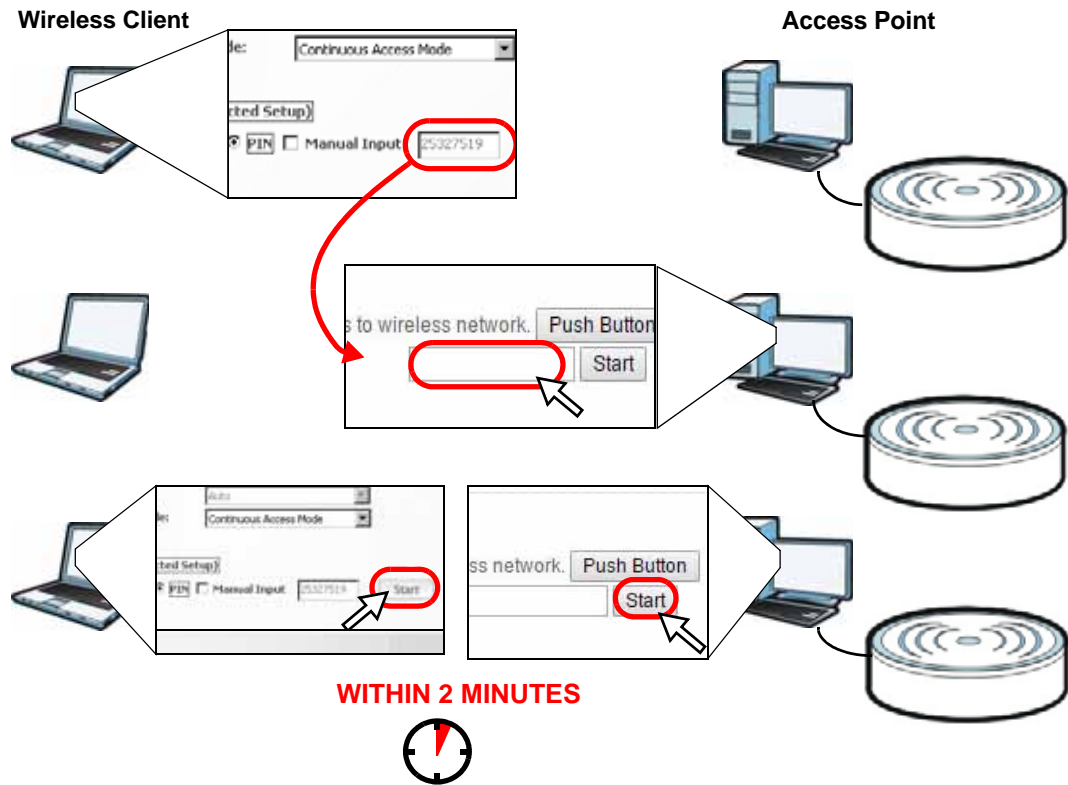 Wireless Client
Access Point
de:
Continuous Access Mode
cted Setup)
PIN
Manual Input
25327519
s to wireless network.
Push Button
Start
Auto
de:
Continuous Access Mode
cted Setup)
PIN
Manual Input
25327519
Start
ss network.
Push Button
Start
WITHIN 2 MINUTES